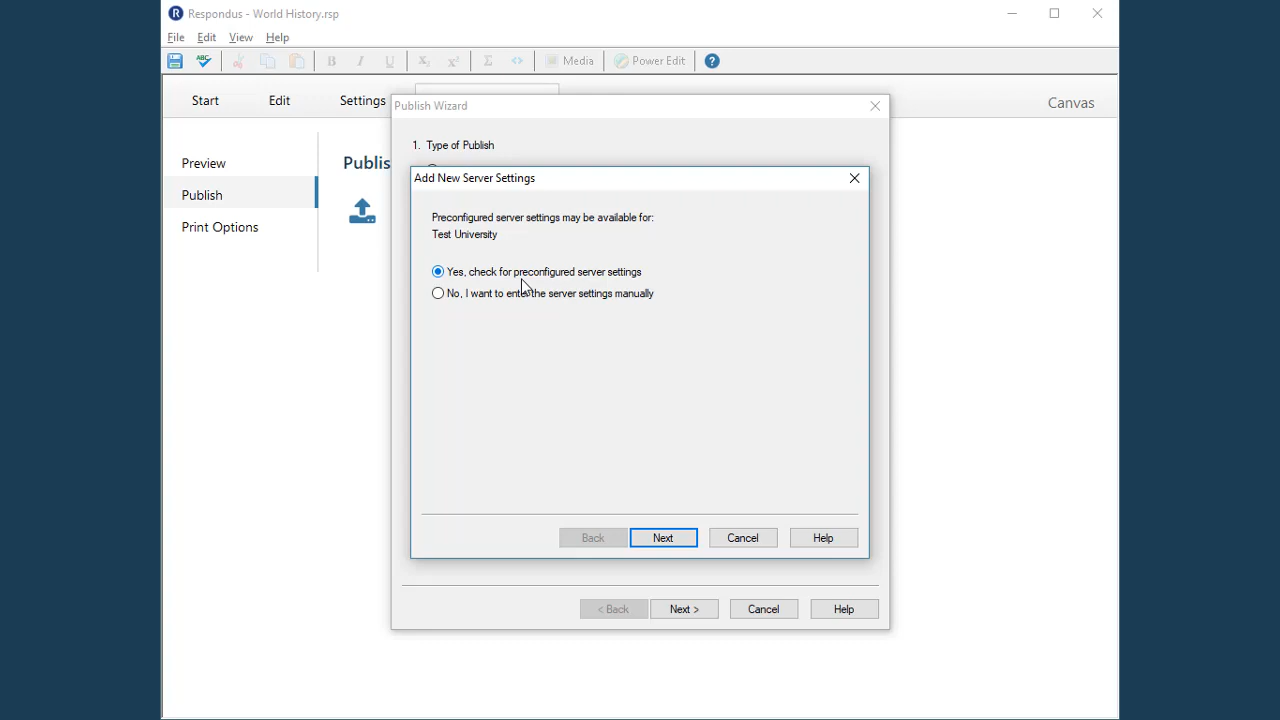 Respondus - World History.rsp
File Edit View Help
ABC B I U X₂ X² Σ <> Media Power Edit ?
Start Edit Settings Canvas
Publish Wizard
1. Type of Publish
Preview
Publish
Print Options
Publis
Add New Server Settings
Preconfigured server settings may be available for:
Test University
Yes, check for preconfigured server settings
No, I want to enter the server settings manually
Back Next Cancel Help
< Back Next > Cancel Help